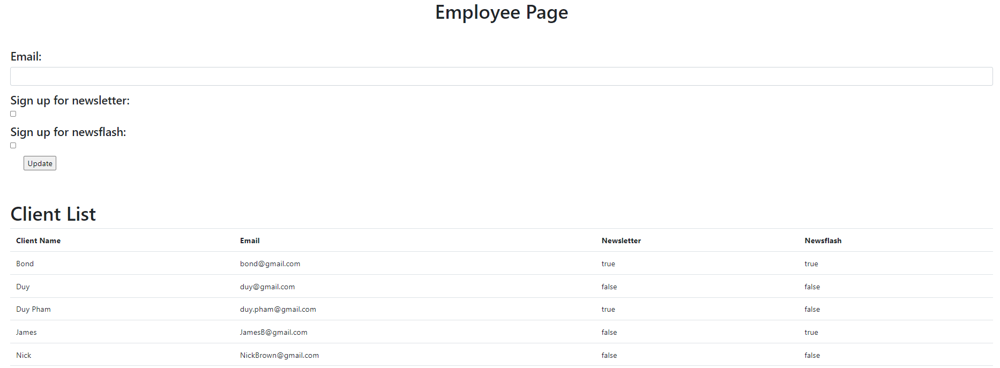 Employee Page
Email:
Sign up for newsletter:
Sign up for newsflash:
Update
Client List
Client Name Email Newsletter Newsflash
Bond bond@gmail.com true true
Duy duy@gmail.com false false
Duy Pham duy.pham@gmail.com true false
James JamesB@gmail.com false true
Nick NickBrown@gmail.com false false